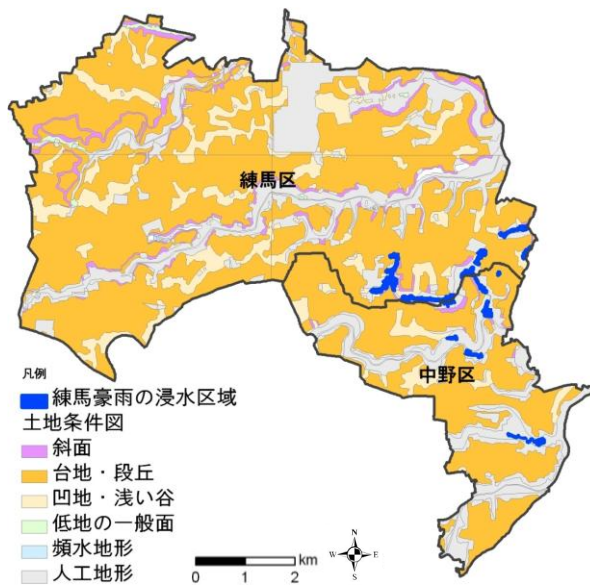 練馬区
中野区
凡例
練馬豪雨の浸水区域
土地条件図
斜面
台地・段丘
凹地・浅い谷
低地の一般面
頻水地形
人工地形
km
0 1 2
N
W E
S